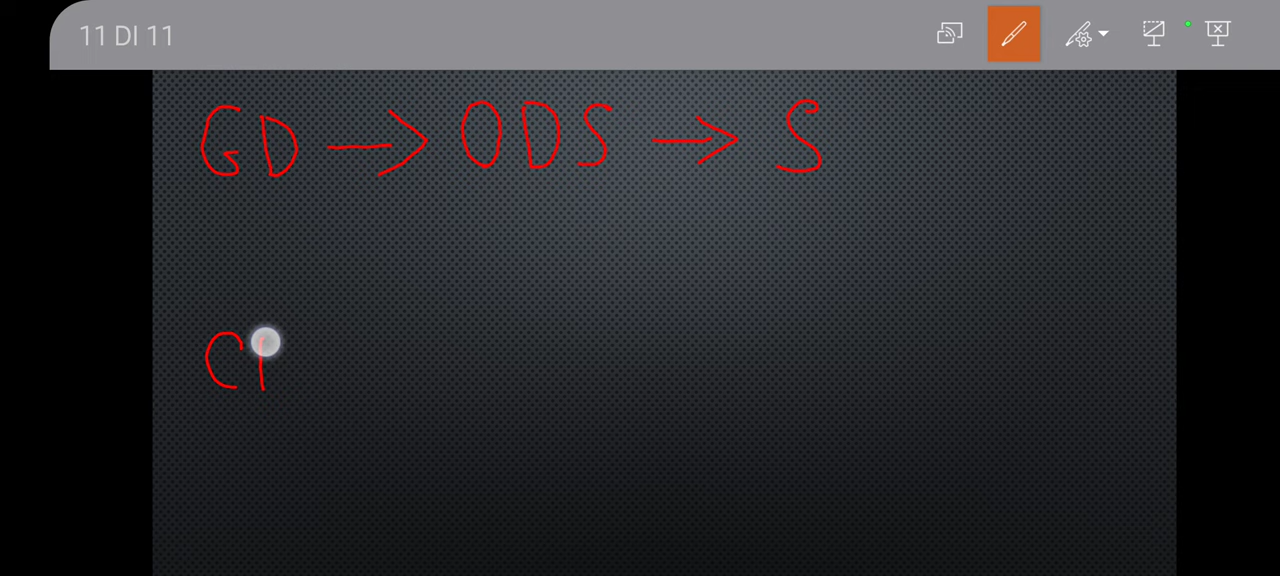 11 DI 11
GD → ODS → S
C